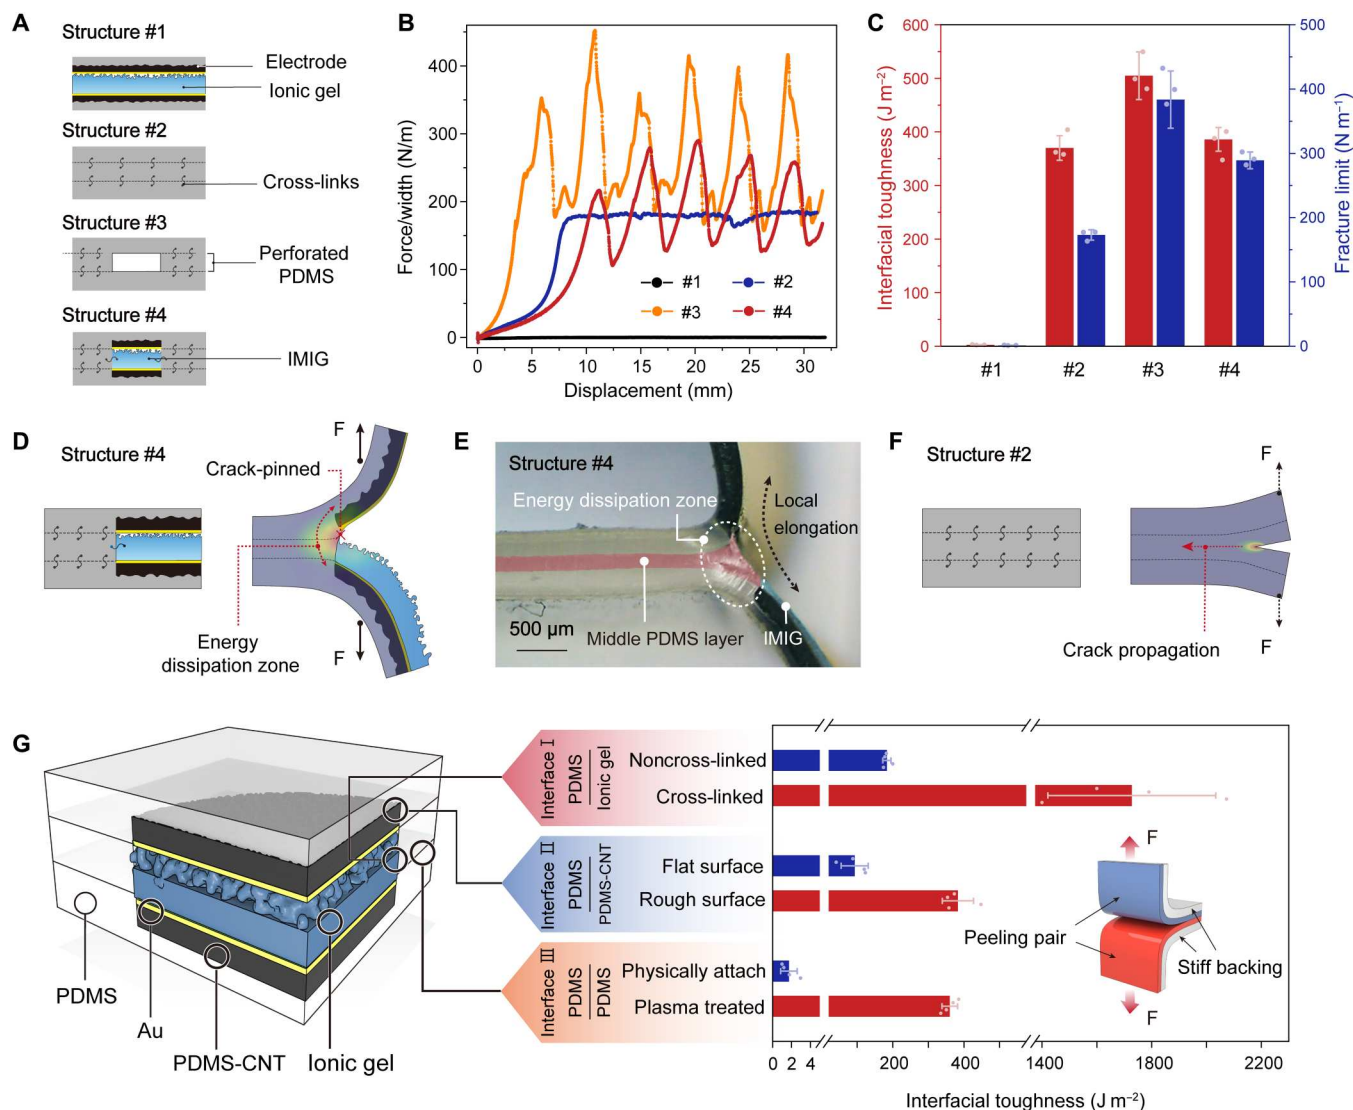 A
Structure #1
Electrode
Ionic gel
Structure #2
Cross-links
Structure #3
Perforated
PDMS
Structure #4
IMIG
B
Force/width (N/m)
400
300
200
100
0
#1
#2
#3
#4
0
5
10
15
20
25
30
Displacement (mm)
C
Interfacial toughness (J m⁻²)
600
500
400
300
200
100
0
500
400
300
200
100
0
Fracture limit (N m⁻¹)
#1
#2
#3
#4
D
Structure #4
F
Crack-pinned
Energy
dissipation zone
F
E
Structure #4
Energy dissipation zone
Local
elongation
500 µm
Middle PDMS layer
IMIG
F
Structure #2
F
Crack propagation
F
G
PDMS
Au
PDMS-CNT
Ionic gel
Interface I
PDMS
Ionic gel
Noncross-linked
Cross-linked
Interface II
PDMS
PDMS-CNT
Flat surface
Rough surface
Interface III
PDMS
PDMS
Physically attach
Plasma treated
F
Peeling pair
Stiff backing
F
0 2 4
200
400
1400
1800
2200
Interfacial toughness (J m⁻²)